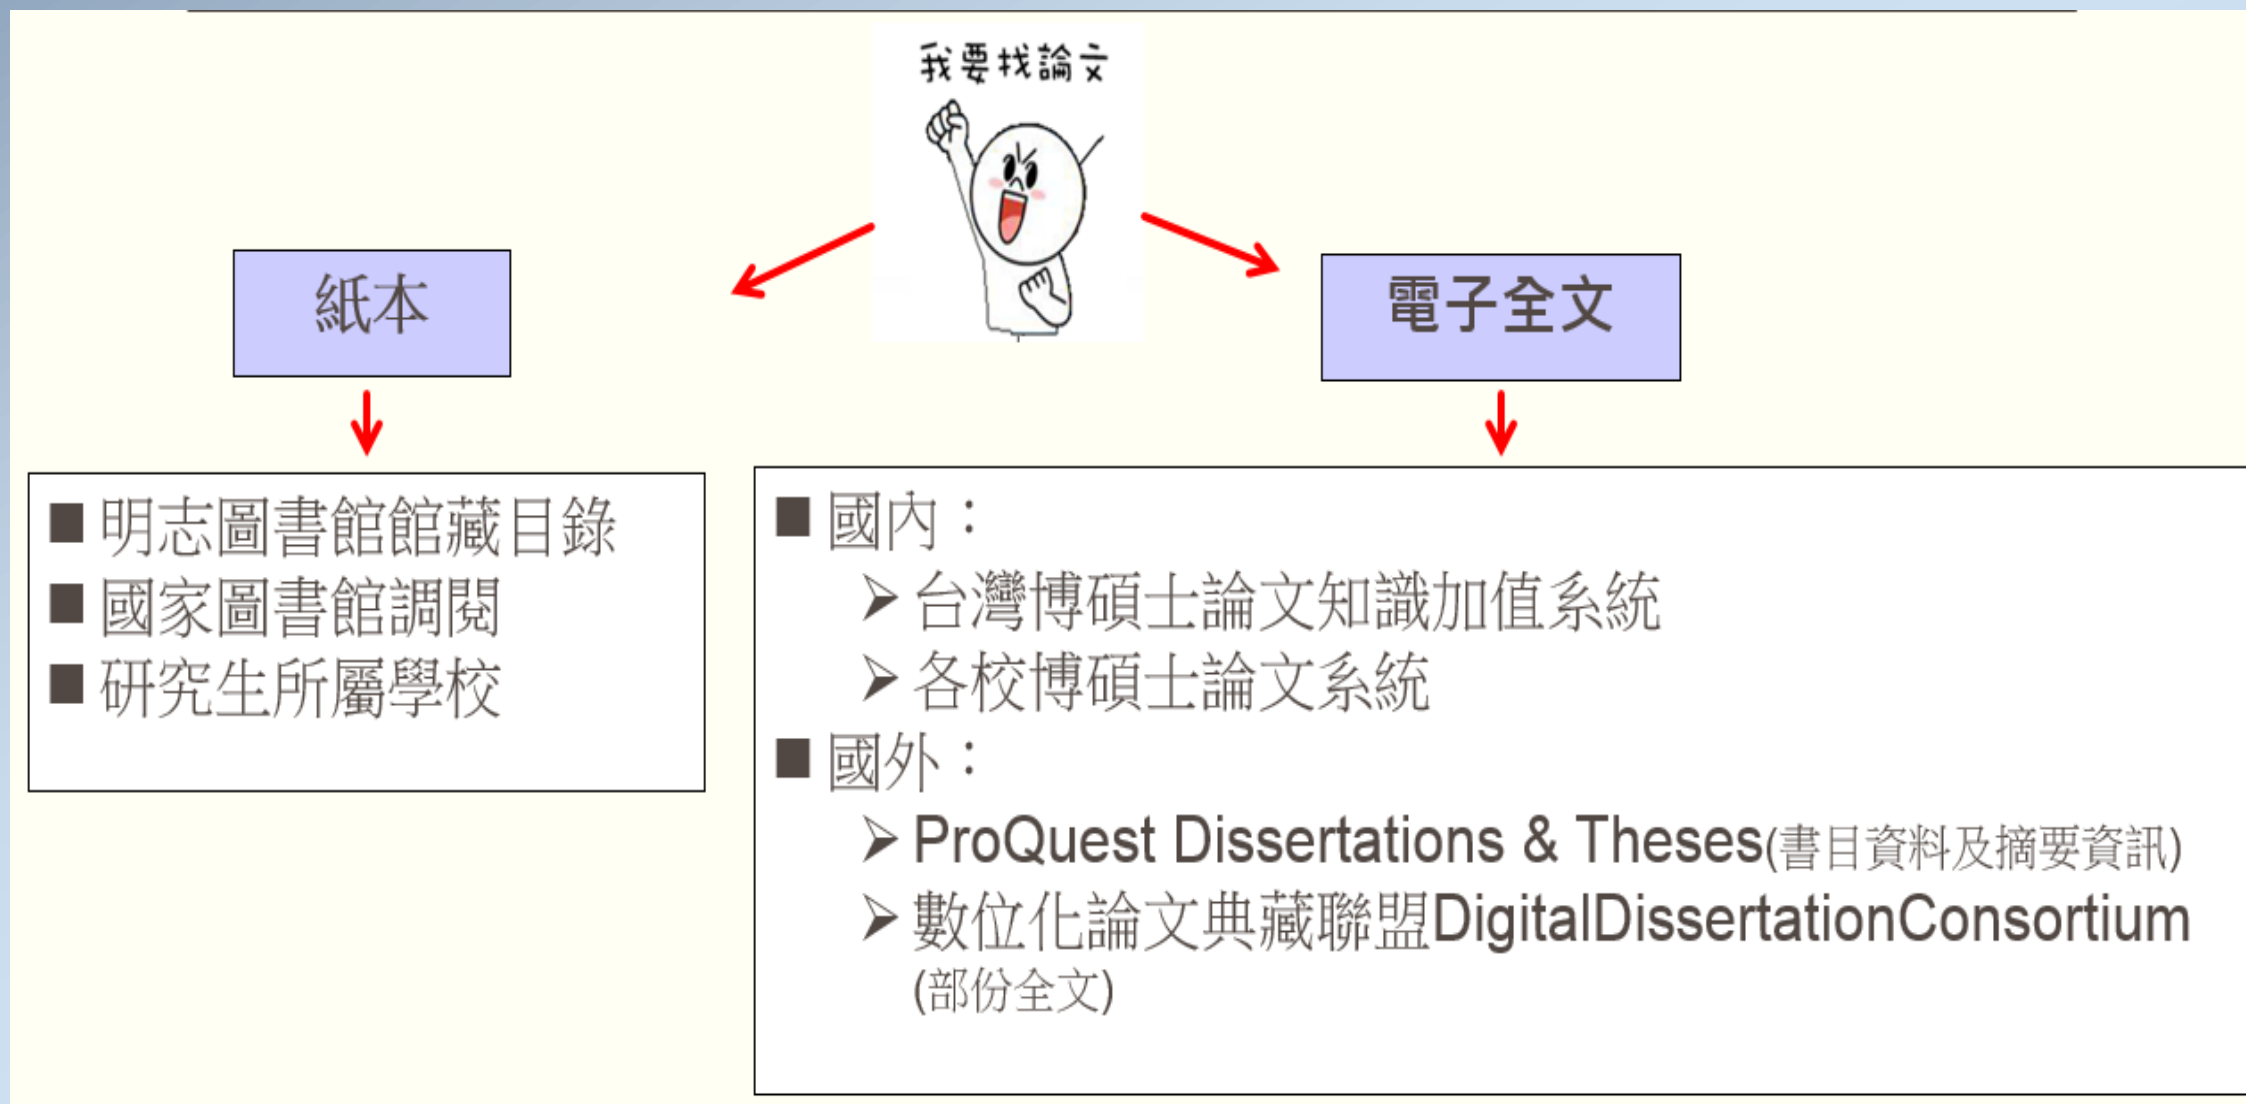 我要找論文
紙本
電子全文
明志圖書館館藏目錄
國家圖書館調閱
研究生所屬學校
國內：
台灣博碩士論文知識加值系統
各校博碩士論文系統
國外：
ProQuest Dissertations & Theses(書目資料及摘要資訊)
數位化論文典藏聯盟DigitalDissertationConsortium
(部份全文)